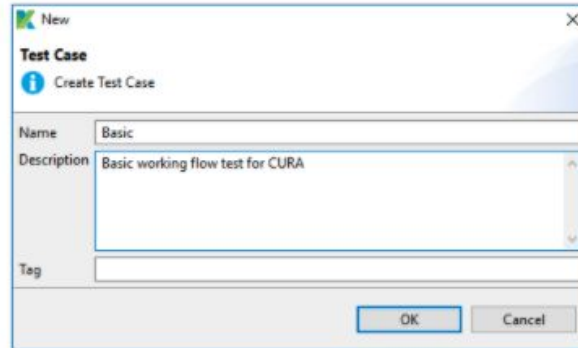 New
Test Case
Create Test Case
Name Basic
Description Basic working flow test for CURA
Tag
OK Cancel